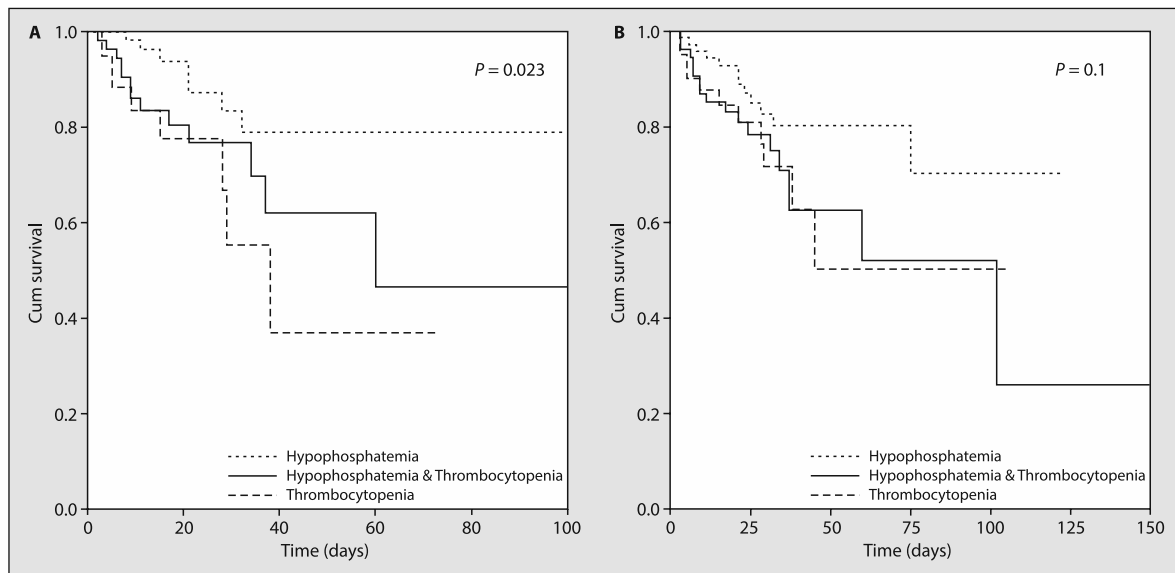 A
P = 0.023
1.0
0.8
0.6
0.4
0.2
0.0
Cum survival
Hypophosphatemia
Hypophosphatemia & Thrombocytopenia
Thrombocytopenia
0
20
40
60
80
100
Time (days)
B
P = 0.1
1.0
0.8
0.6
0.4
0.2
0.0
Cum survival
Hypophosphatemia
Hypophosphatemia & Thrombocytopenia
Thrombocytopenia
0
25
50
75
100
125
150
Time (days)